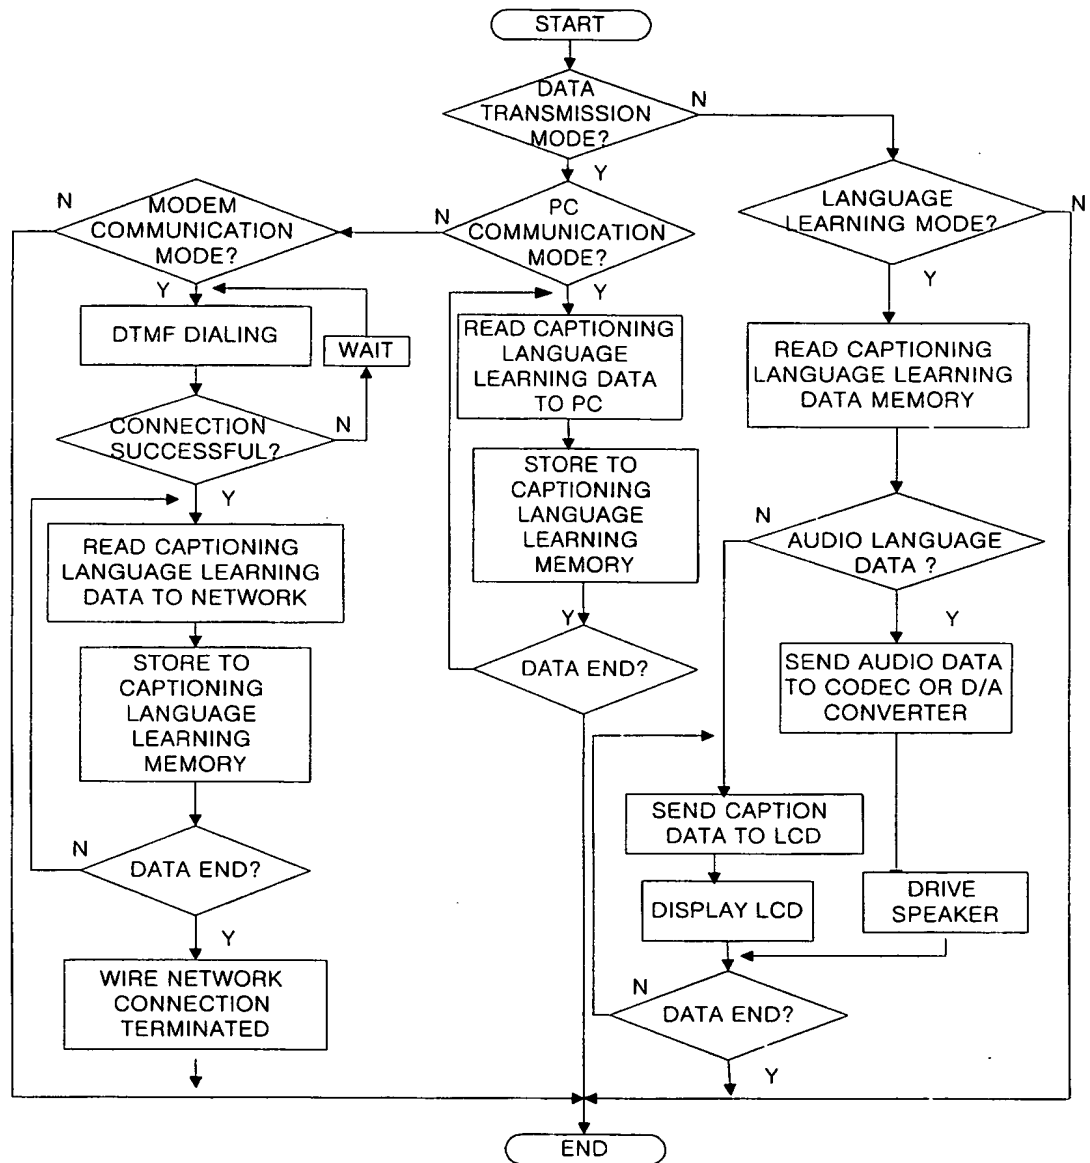 START
DATA
TRANSMISSION
MODE?
N
Y
MODEM
COMMUNICATION
MODE?
N
Y
PC
COMMUNICATION
MODE?
N
Y
LANGUAGE
LEARNING MODE?
N
Y
DTMF DIALING
WAIT
CONNECTION
SUCCESSFUL?
N
Y
READ CAPTIONING
LANGUAGE LEARNING
DATA TO NETWORK
STORE TO
CAPTIONING
LANGUAGE
LEARNING
MEMORY
N
DATA END?
Y
WIRE NETWORK
CONNECTION
TERMINATED
READ CAPTIONING
LANGUAGE
LEARNING DATA
TO PC
STORE TO
CAPTIONING
LANGUAGE
LEARNING
MEMORY
Y
DATA END?
READ CAPTIONING
LANGUAGE LEARNING
DATA MEMORY
N
AUDIO LANGUAGE
DATA ?
Y
SEND AUDIO DATA
TO CODEC OR D/A
CONVERTER
SEND CAPTION
DATA TO LCD
DISPLAY LCD
DRIVE
SPEAKER
N
DATA END?
Y
END